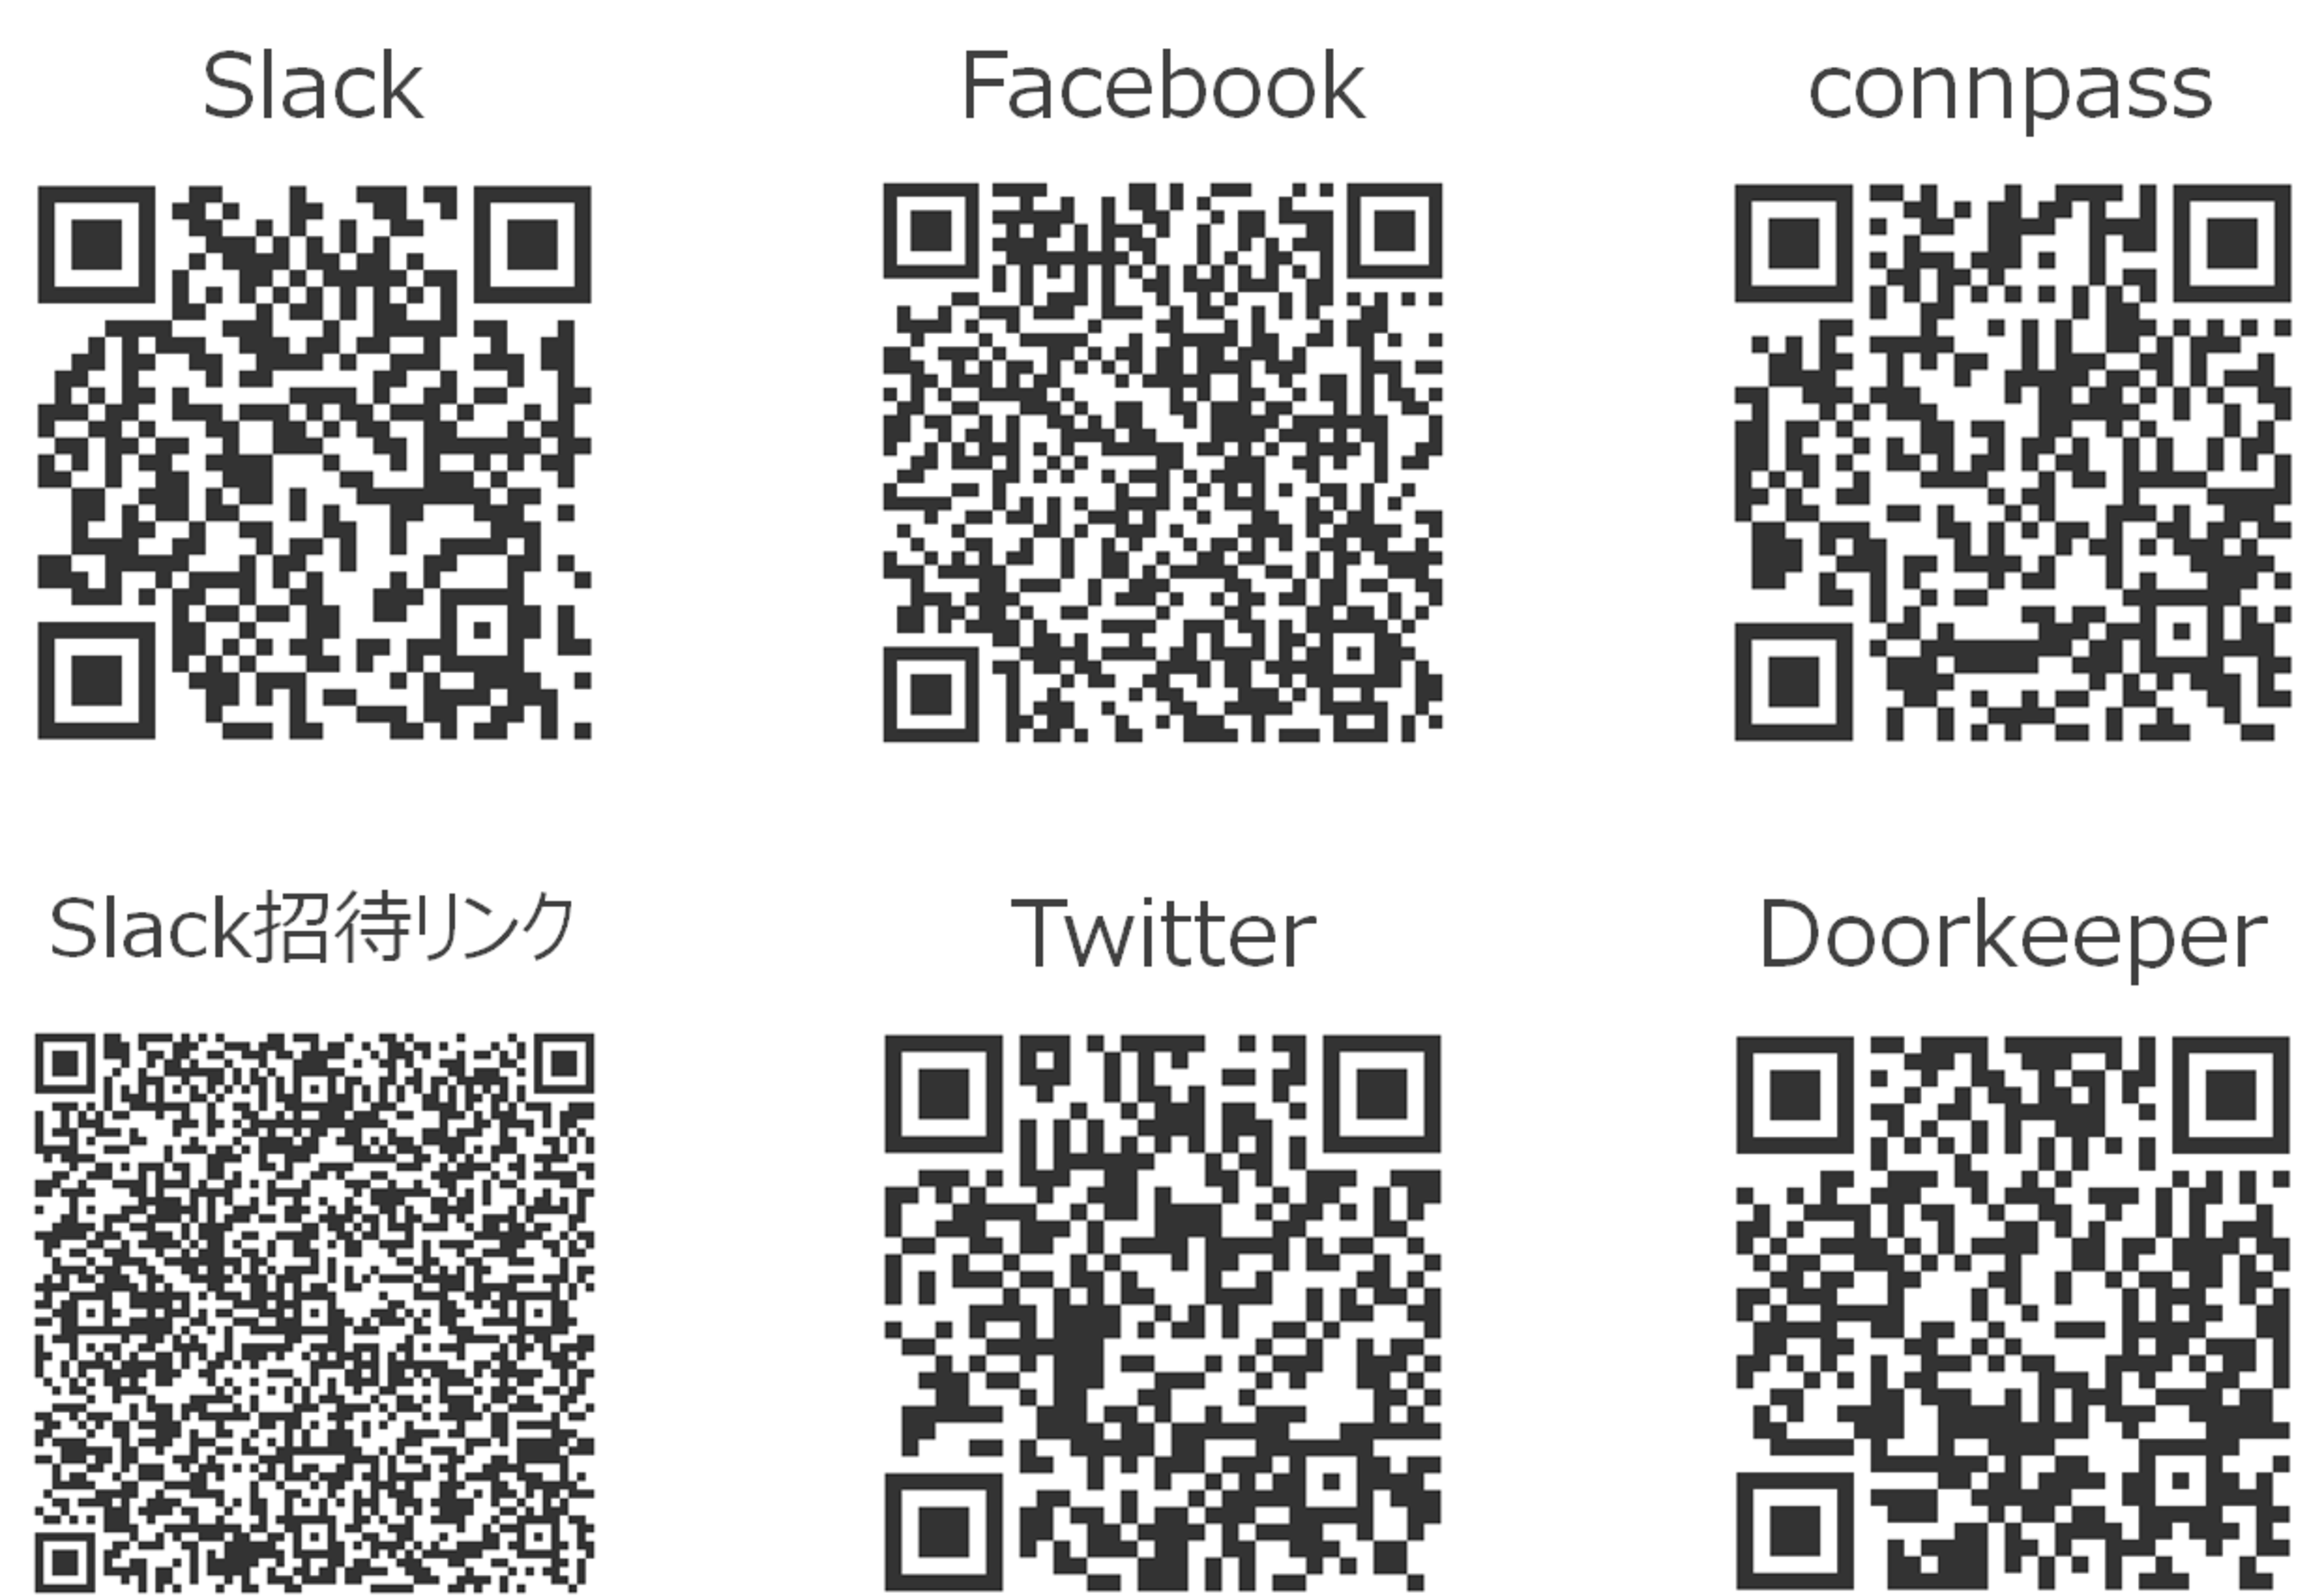 Slack
Facebook
connpass
Slack招待リンク
Twitter
Doorkeeper